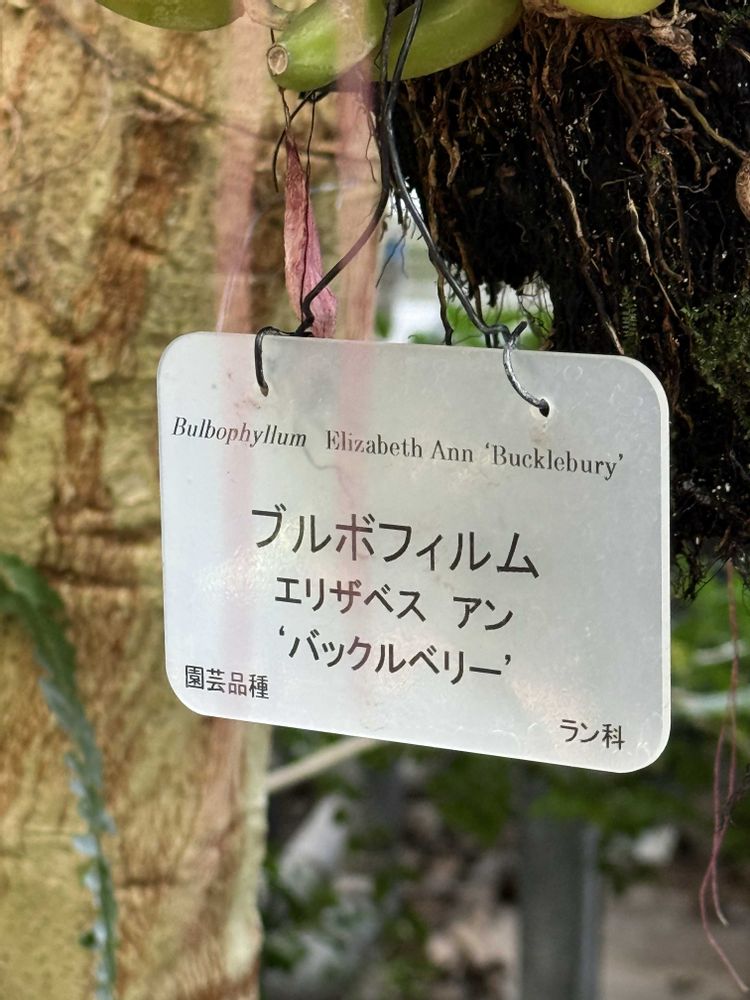 Bulbophyllum Elizabeth Ann ‘Bucklebury’
ブルボフィルム
エリザベス アン
‘バックルベリー’
園芸品種
ラン科